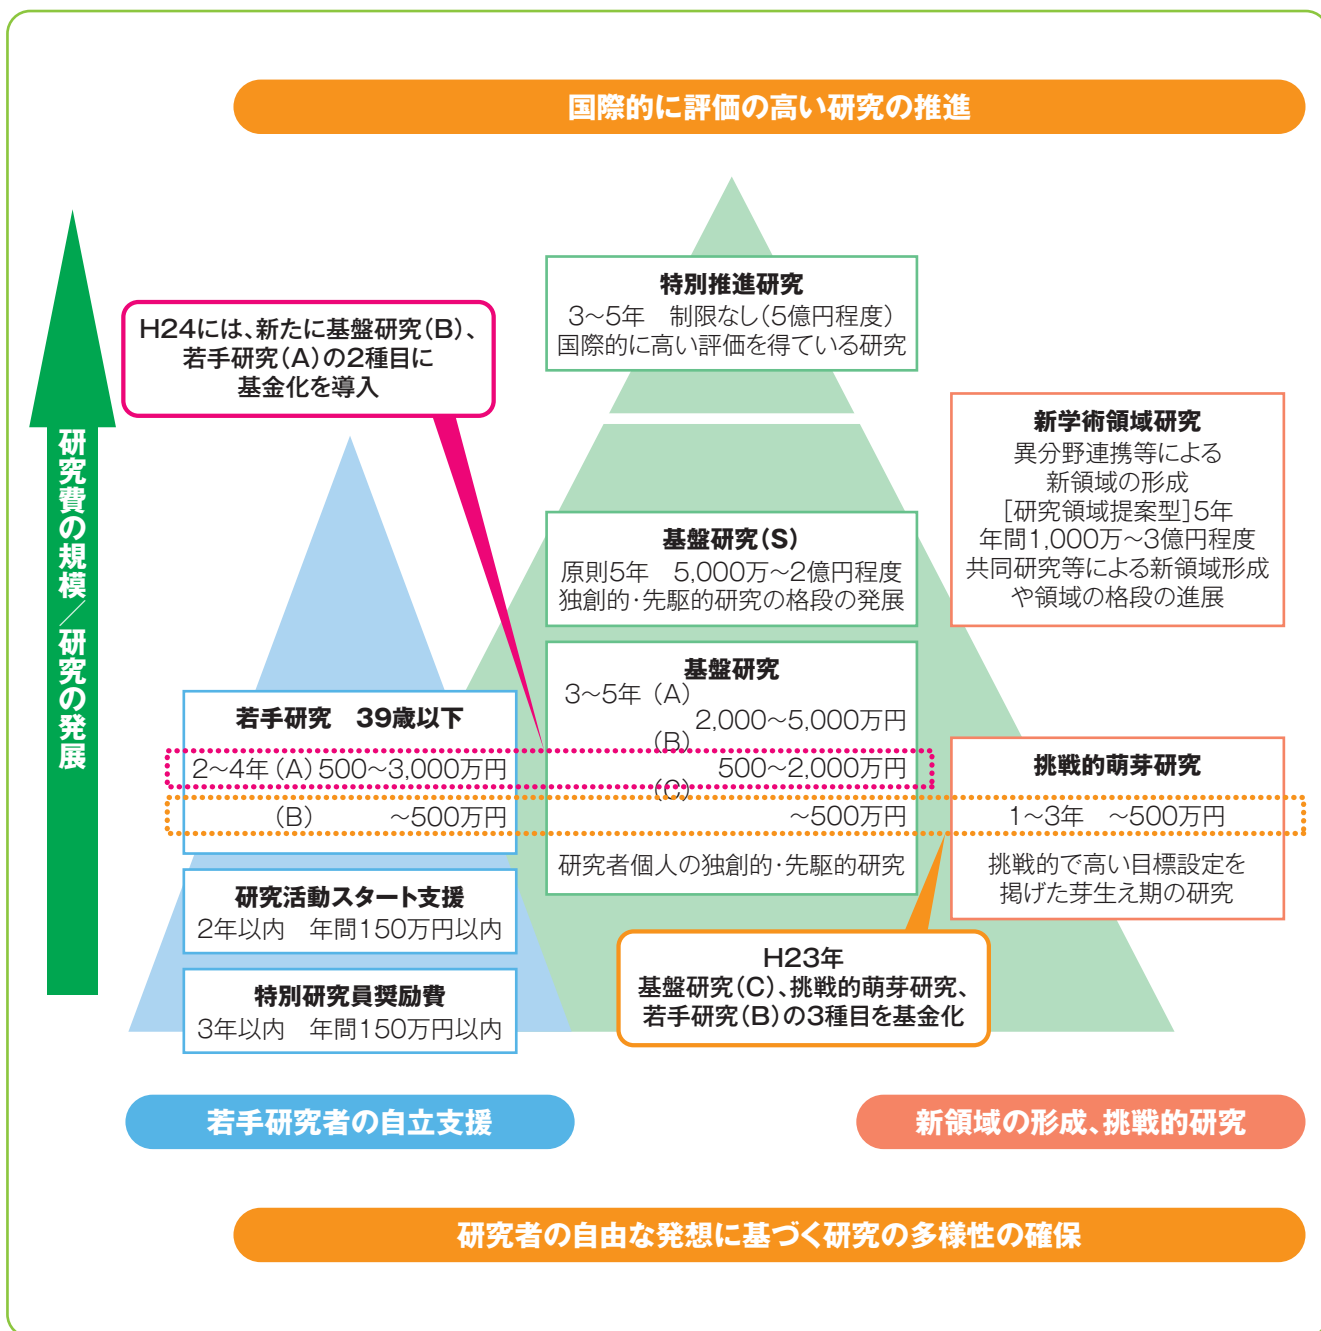 国際的に評価の高い研究の推進
研究費の規模／研究の発展
H24には、新たに基盤研究(B)、
若手研究(A)の2種目に
基金化を導入
特別推進研究
3〜5年　制限なし(5億円程度)
国際的に高い評価を得ている研究
新学術領域研究
異分野連携等による
新領域の形成
[研究領域提案型]5年
年間1,000万〜3億円程度
共同研究等による新領域形成
や領域の格段の進展
基盤研究(S)
原則5年　5,000万〜2億円程度
独創的・先駆的研究の格段の発展
基盤研究
3〜5年 (A)
2,000〜5,000万円
(B)
500〜2,000万円
(C)
〜500万円
研究者個人の独創的・先駆的研究
若手研究　39歳以下
2〜4年 (A) 500〜3,000万円
(B)　〜500万円
研究活動スタート支援
2年以内　年間150万円以内
特別研究員奨励費
3年以内　年間150万円以内
挑戦的萌芽研究
1〜3年　〜500万円
挑戦的で高い目標設定を
掲げた芽生え期の研究
H23年
基盤研究(C)、挑戦的萌芽研究、
若手研究(B)の3種目を基金化
若手研究者の自立支援
新領域の形成、挑戦的研究
研究者の自由な発想に基づく研究の多様性の確保